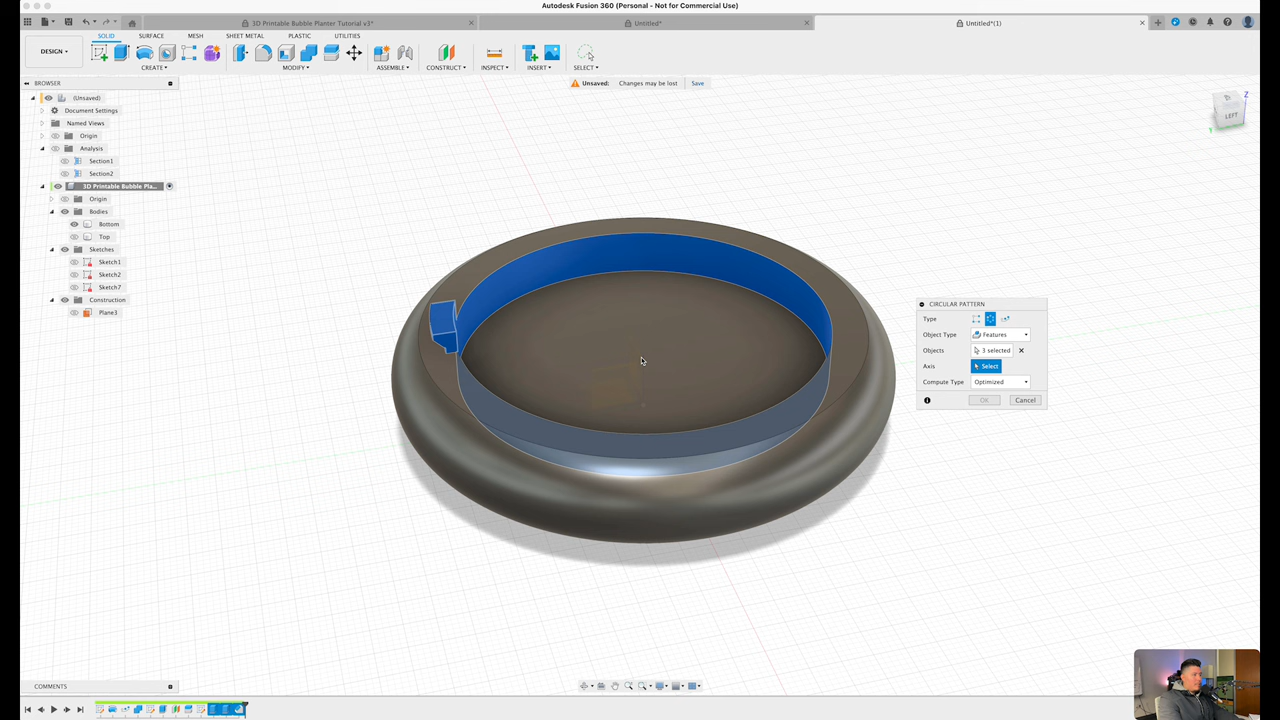 Autodesk Fusion 360 (Personal - Not for Commercial Use)
3D Printable Bubble Planter Tutorial v3*
Untitled*
Untitled*(1)
DESIGN
SOLID
SURFACE
MESH
SHEET METAL
PLASTIC
UTILITIES
CREATE
MODIFY
ASSEMBLE
CONSTRUCT
INSPECT
INSERT
SELECT
BROWSER
Unsaved: Changes may be lost Save
(Unsaved)
Document Settings
Named Views
Origin
Analysis
Section1
Section2
3D Printable Bubble Pla...
Origin
Bodies
Bottom
Top
Sketches
Sketch1
Sketch2
Sketch7
Construction
Plane3
Z
LEFT
CIRCULAR PATTERN
Type
Object Type Features
Objects 3 selected
Axis Select
Compute Type Optimized
OK Cancel
COMMENTS